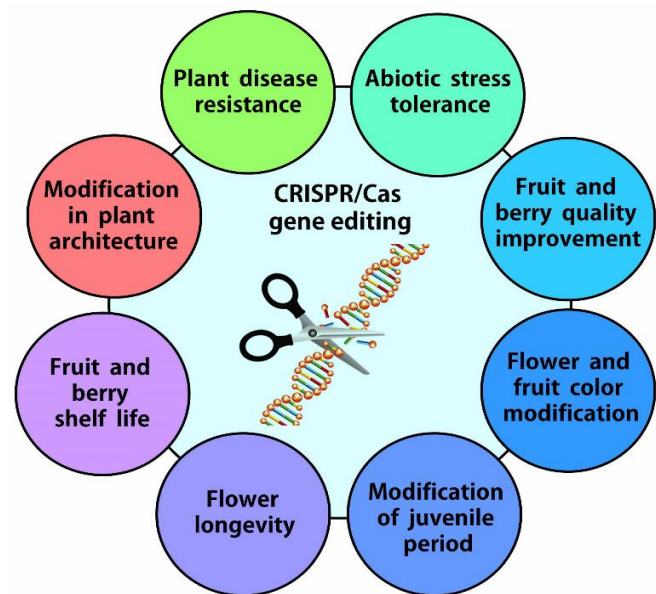 CRISPR/Cas
gene editing
Plant disease
resistance
Abiotic stress
tolerance
Fruit and
berry quality
improvement
Flower and
fruit color
modification
Modification
of juvenile
period
Flower
longevity
Fruit and
berry
shelf life
Modification
in plant
architecture